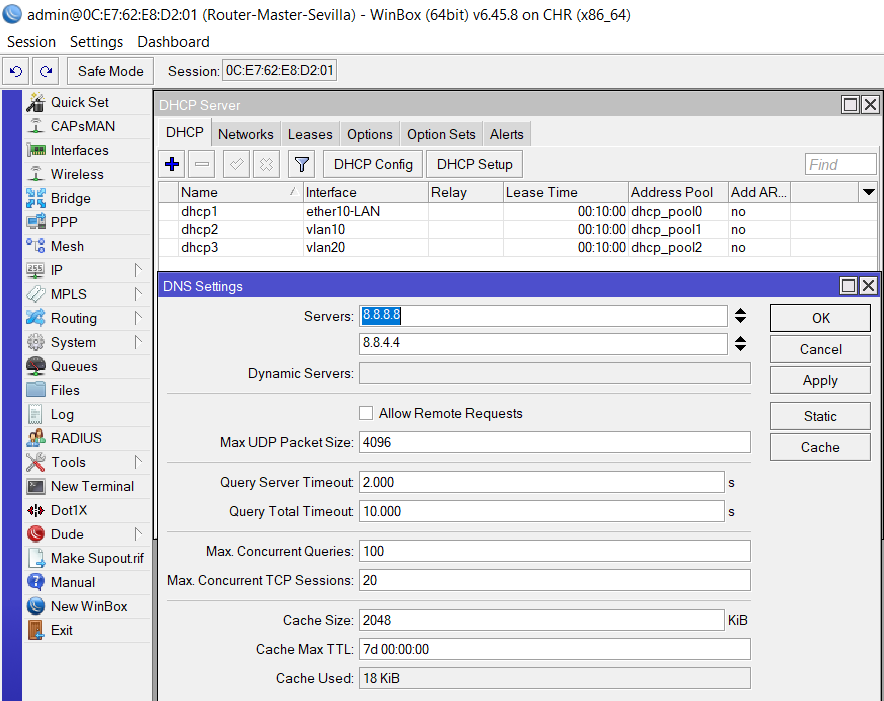 admin@0C:E7:62:E8:D2:01 (Router-Master-Sevilla) - WinBox (64bit) v6.45.8 on CHR (x86_64)
Session Settings Dashboard
Safe Mode Session: 0C:E7:62:E8:D2:01
Quick Set
CAPsMAN
Interfaces
Wireless
Bridge
PPP
Mesh
IP
MPLS
Routing
System
Queues
Files
Log
RADIUS
Tools
New Terminal
Dot1X
Dude
Make Supout.rif
Manual
New WinBox
Exit
DHCP Server
DHCP Networks Leases Options Option Sets Alerts
DHCP Config DHCP Setup Find
Name Interface Relay Lease Time Address Pool Add AR...
dhcp1 ether10-LAN 00:10:00 dhcp_pool0 no
dhcp2 vlan10 00:10:00 dhcp_pool1 no
dhcp3 vlan20 00:10:00 dhcp_pool2 no
DNS Settings
Servers: 8.8.8.8
8.8.4.4
Dynamic Servers:
Allow Remote Requests
Max UDP Packet Size: 4096
Query Server Timeout: 2.000 s
Query Total Timeout: 10.000 s
Max. Concurrent Queries: 100
Max. Concurrent TCP Sessions: 20
Cache Size: 2048 KiB
Cache Max TTL: 7d 00:00:00
Cache Used: 18 KiB
OK
Cancel
Apply
Static
Cache